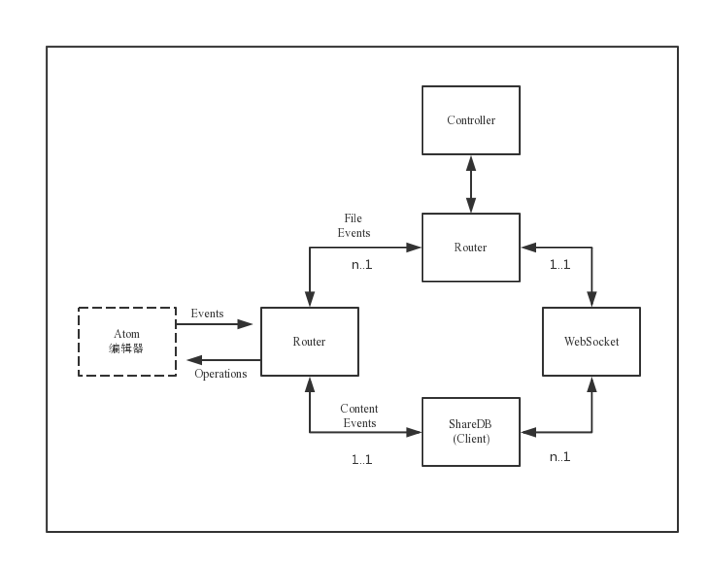 Controller
File
Events
n..1
Router
1..1
Events
Atom
编辑器
Router
WebSocket
Operations
Content
Events
1..1
ShareDB
(Client)
n..1